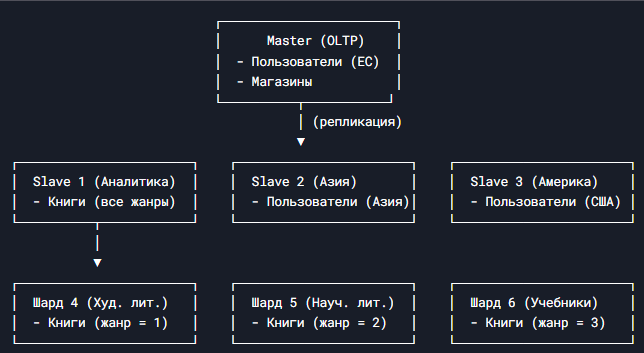 Master (OLTP)
- Пользователи (ЕС)
- Магазины
(репликация)
Slave 1 (Аналитика)
- Книги (все жанры)
Slave 2 (Азия)
- Пользователи (Азия)
Slave 3 (Америка)
- Пользователи (США)
Шард 4 (Худ. лит.)
- Книги (жанр = 1)
Шард 5 (Науч. лит.)
- Книги (жанр = 2)
Шард 6 (Учебники)
- Книги (жанр = 3)